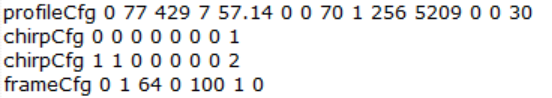 profileCfg 0 77 429 7 57.14 0 0 70 1 256 5209 0 0 30
chirpCfg 0 0 0 0 0 0 0 1
chirpCfg 1 1 0 0 0 0 0 2
frameCfg 0 1 64 0 100 1 0